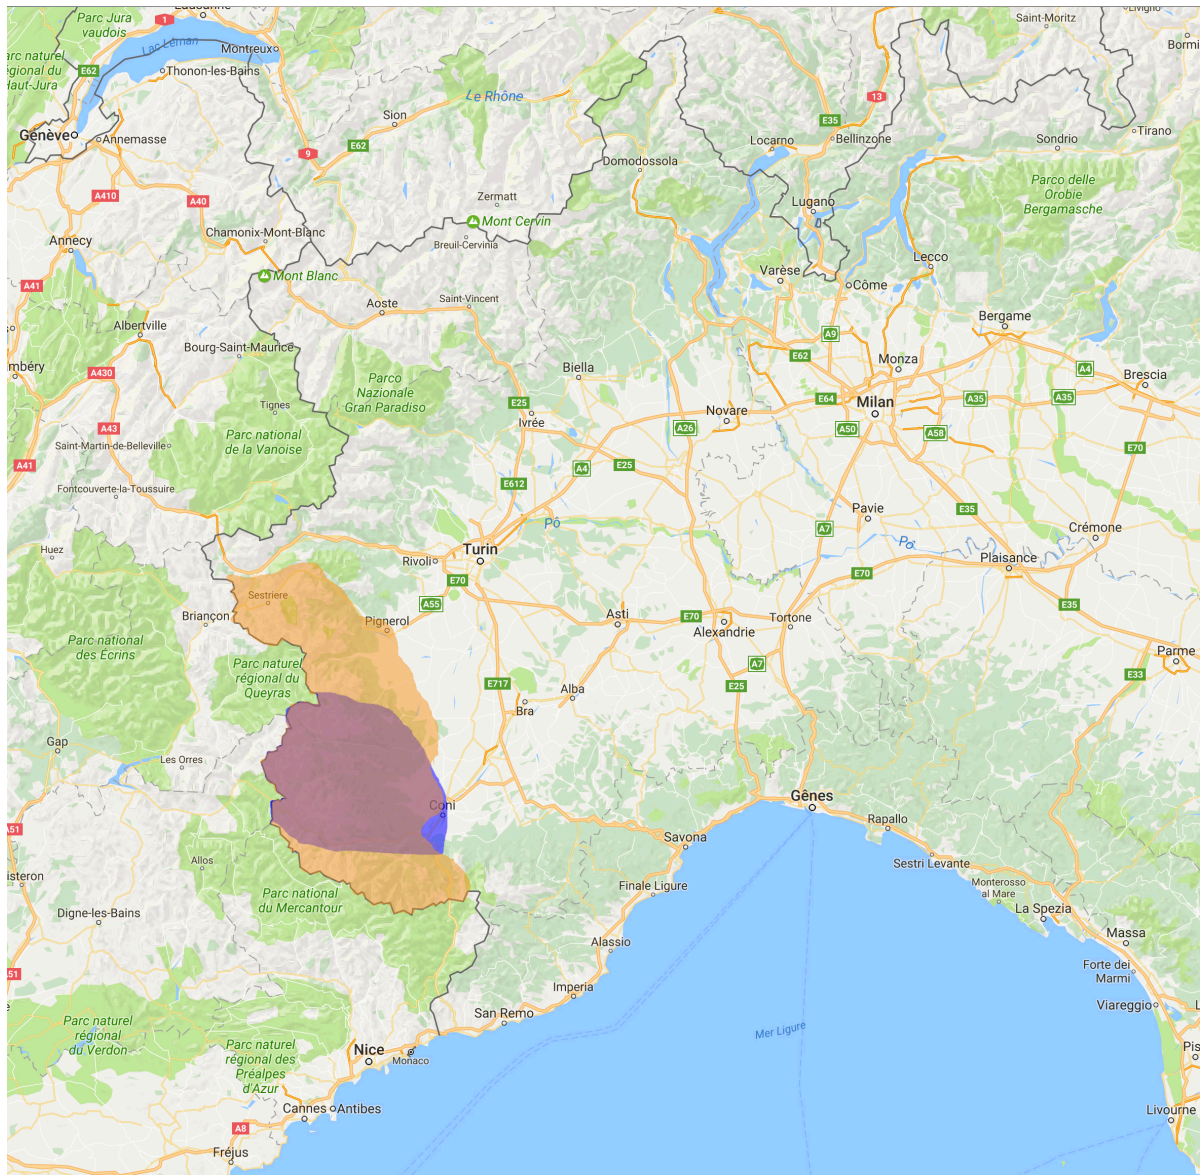 Parc Jura
vaudois
1
Lausanne
Saint-Moritz
Livigno
Bormi
Lac Léman
Montreux
arc naturel
égional du
Haut-Jura
E62
Thonon-les-Bains
Le Rhône
13
Genève
Annemasse
Sion
E62
9
E35
Locarno
Bellinzone
Sondrio
Tirano
Domodossola
A410
A40
Zermatt
Mont Cervin
Lugano
Parco delle
Orobie
Bergamasche
Chamonix-Mont-Blanc
Breuil-Cervinia
Annecy
Mont Blanc
Varèse
Lecco
A41
Côme
Aoste
Saint-Vincent
Bergame
Albertville
A9
Bourg-Saint-Maurice
E62
Monza
mbéry
A430
Biella
A4
Brescia
Parco
Nazionale
Gran Paradiso
Tignes
E25
Ivrée
Novare
E64
Milan
A35
A35
A43
Parc national
de la Vanoise
A26
A50
A58
Saint-Martin-de-Belleville
E70
A41
A4
E25
Fontcouverte-la-Toussuire
E612
Pavie
E35
Pô
A7
Crémone
Huez
Turin
Rivoli
Pô
Plaisance
E70
E70
Sestriere
A55
E35
Briançon
Pignerol
Asti
E70
Alexandrie
Tortone
Parc national
des Écrins
Parc naturel
régional du
Queyras
A7
Parme
E717
E25
E33
Alba
Bra
Gap
Les Orres
Coni
Gênes
A51
Savona
Rapallo
Allos
Sestri Levante
isteron
Parc national
du Mercantour
Finale Ligure
Monterosso
al Mare
Digne-les-Bains
La Spezia
Alassio
Massa
A51
Forte dei
Marmi
Imperia
Viareggio
San Remo
Parc naturel
régional
du Verdon
Mer Ligure
Parc naturel
régional des
Préalpes
d'Azur
Nice
Monaco
Pis
Cannes
Antibes
Livourne
A8
Fréjus